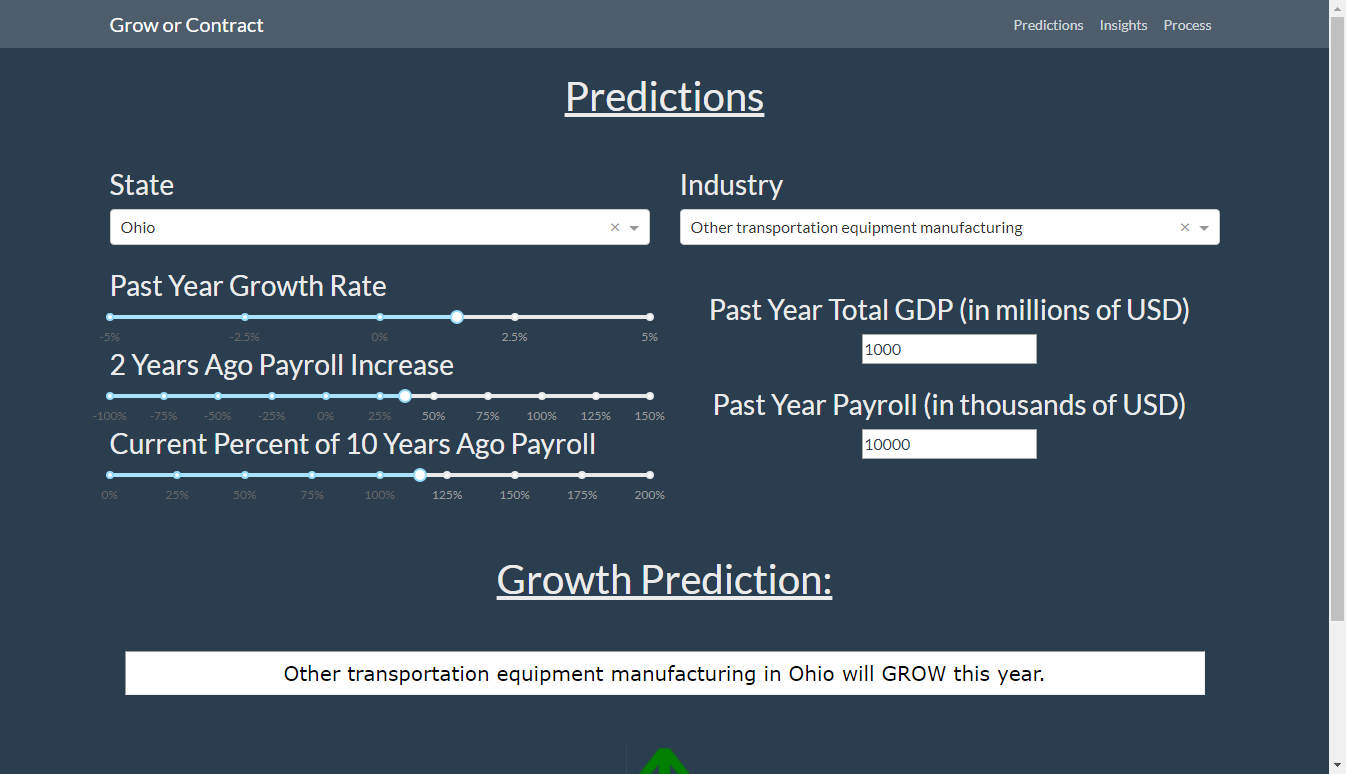 Grow or Contract
Predictions Insights Process
Predictions
State
Ohio
Industry
Other transportation equipment manufacturing
Past Year Growth Rate
-5% -2.5% 0% 2.5% 5%
2 Years Ago Payroll Increase
-100% -75% -50% -25% 0% 25% 50% 75% 100% 125% 150%
Current Percent of 10 Years Ago Payroll
0% 25% 50% 75% 100% 125% 150% 175% 200%
Past Year Total GDP (in millions of USD)
1000
Past Year Payroll (in thousands of USD)
10000
Growth Prediction:
Other transportation equipment manufacturing in Ohio will GROW this year.